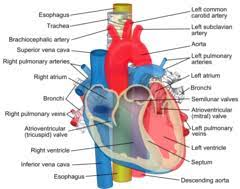 Esophagus
Trachea
Brachiocephalic artery
Superior vena cava
Right pulmonary arteries
Right atrium
Bronchi
Right pulmonary veins
Atrioventricular
(tricuspid) valve
Right ventricle
Inferior vena cava
Esophagus
Left common
carotid artery
Left subclavian
artery
Aorta
Left pulmonary
arteries
Left atrium
Bronchi
Semilunar valves
Atrioventricular
(mitral) valve
Left pulmonary
veins
Left ventricle
Septum
Descending aorta